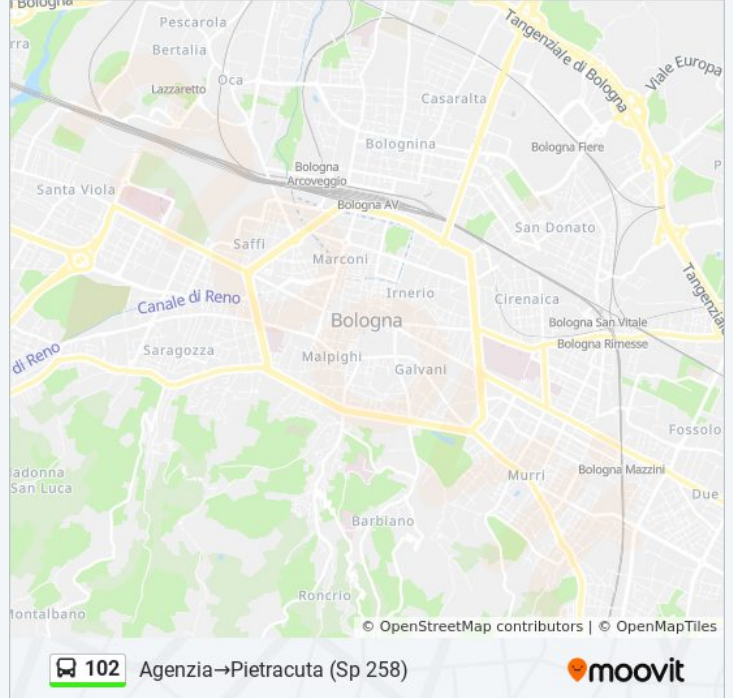 i Bologna
Pescarola
Tangenziale di Bologna
rra
Bertalia
Viale Europa
Oca
Lazzaretto
Casaralta
Bolognina
Bologna Fiere
Bologna
Arcoveggio
P
Santa Viola
Bologna AV
San Donato
Saffi
Marconi
Tangenzial
Irnerio
Cirenaica
Canale di Reno
Bologna
Bologna San Vitale
Bologna Rimesse
di Reno
Saragozza
Malpighi
Galvani
Fossolo
adonna
San Luca
Murri
Bologna Mazzini
Due
Barbiano
Roncrio
Montalbano
© OpenStreetMap contributors | © OpenMapTiles
102 Agenzia→Pietracuta (Sp 258)
moovit